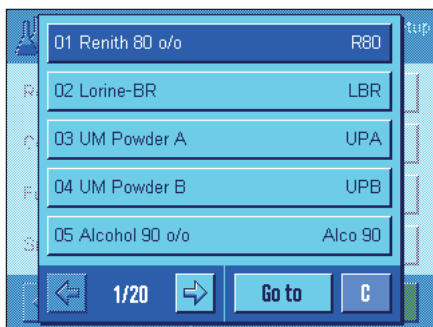 tup
01 Renith 80 o/o R80
02 Lorine-BR LBR
03 UM Powder A UPA
04 UM Powder B UPB
05 Alcohol 90 o/o Alco 90
1/20 Go to C